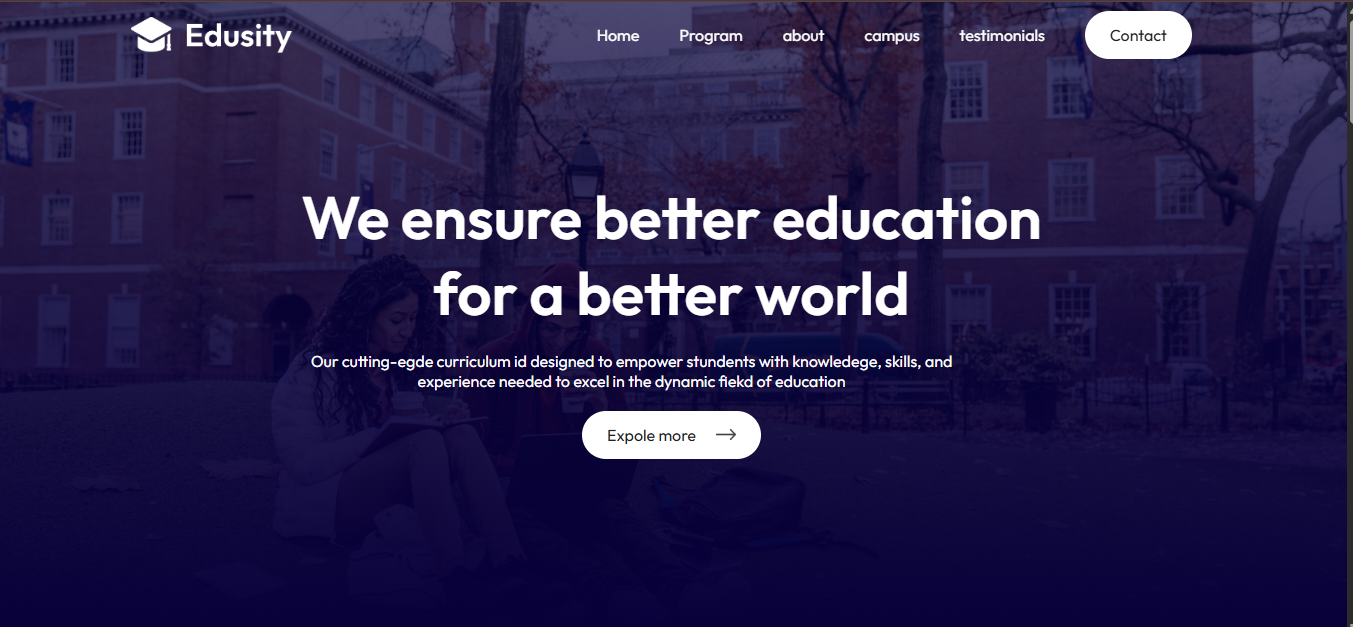 Edusity
Home Program about campus testimonials Contact
We ensure better education
for a better world
Our cutting-egde curriculum id designed to empower stundents with knowledege, skills, and
experience needed to excel in the dynamic fiekd of education
Expole more